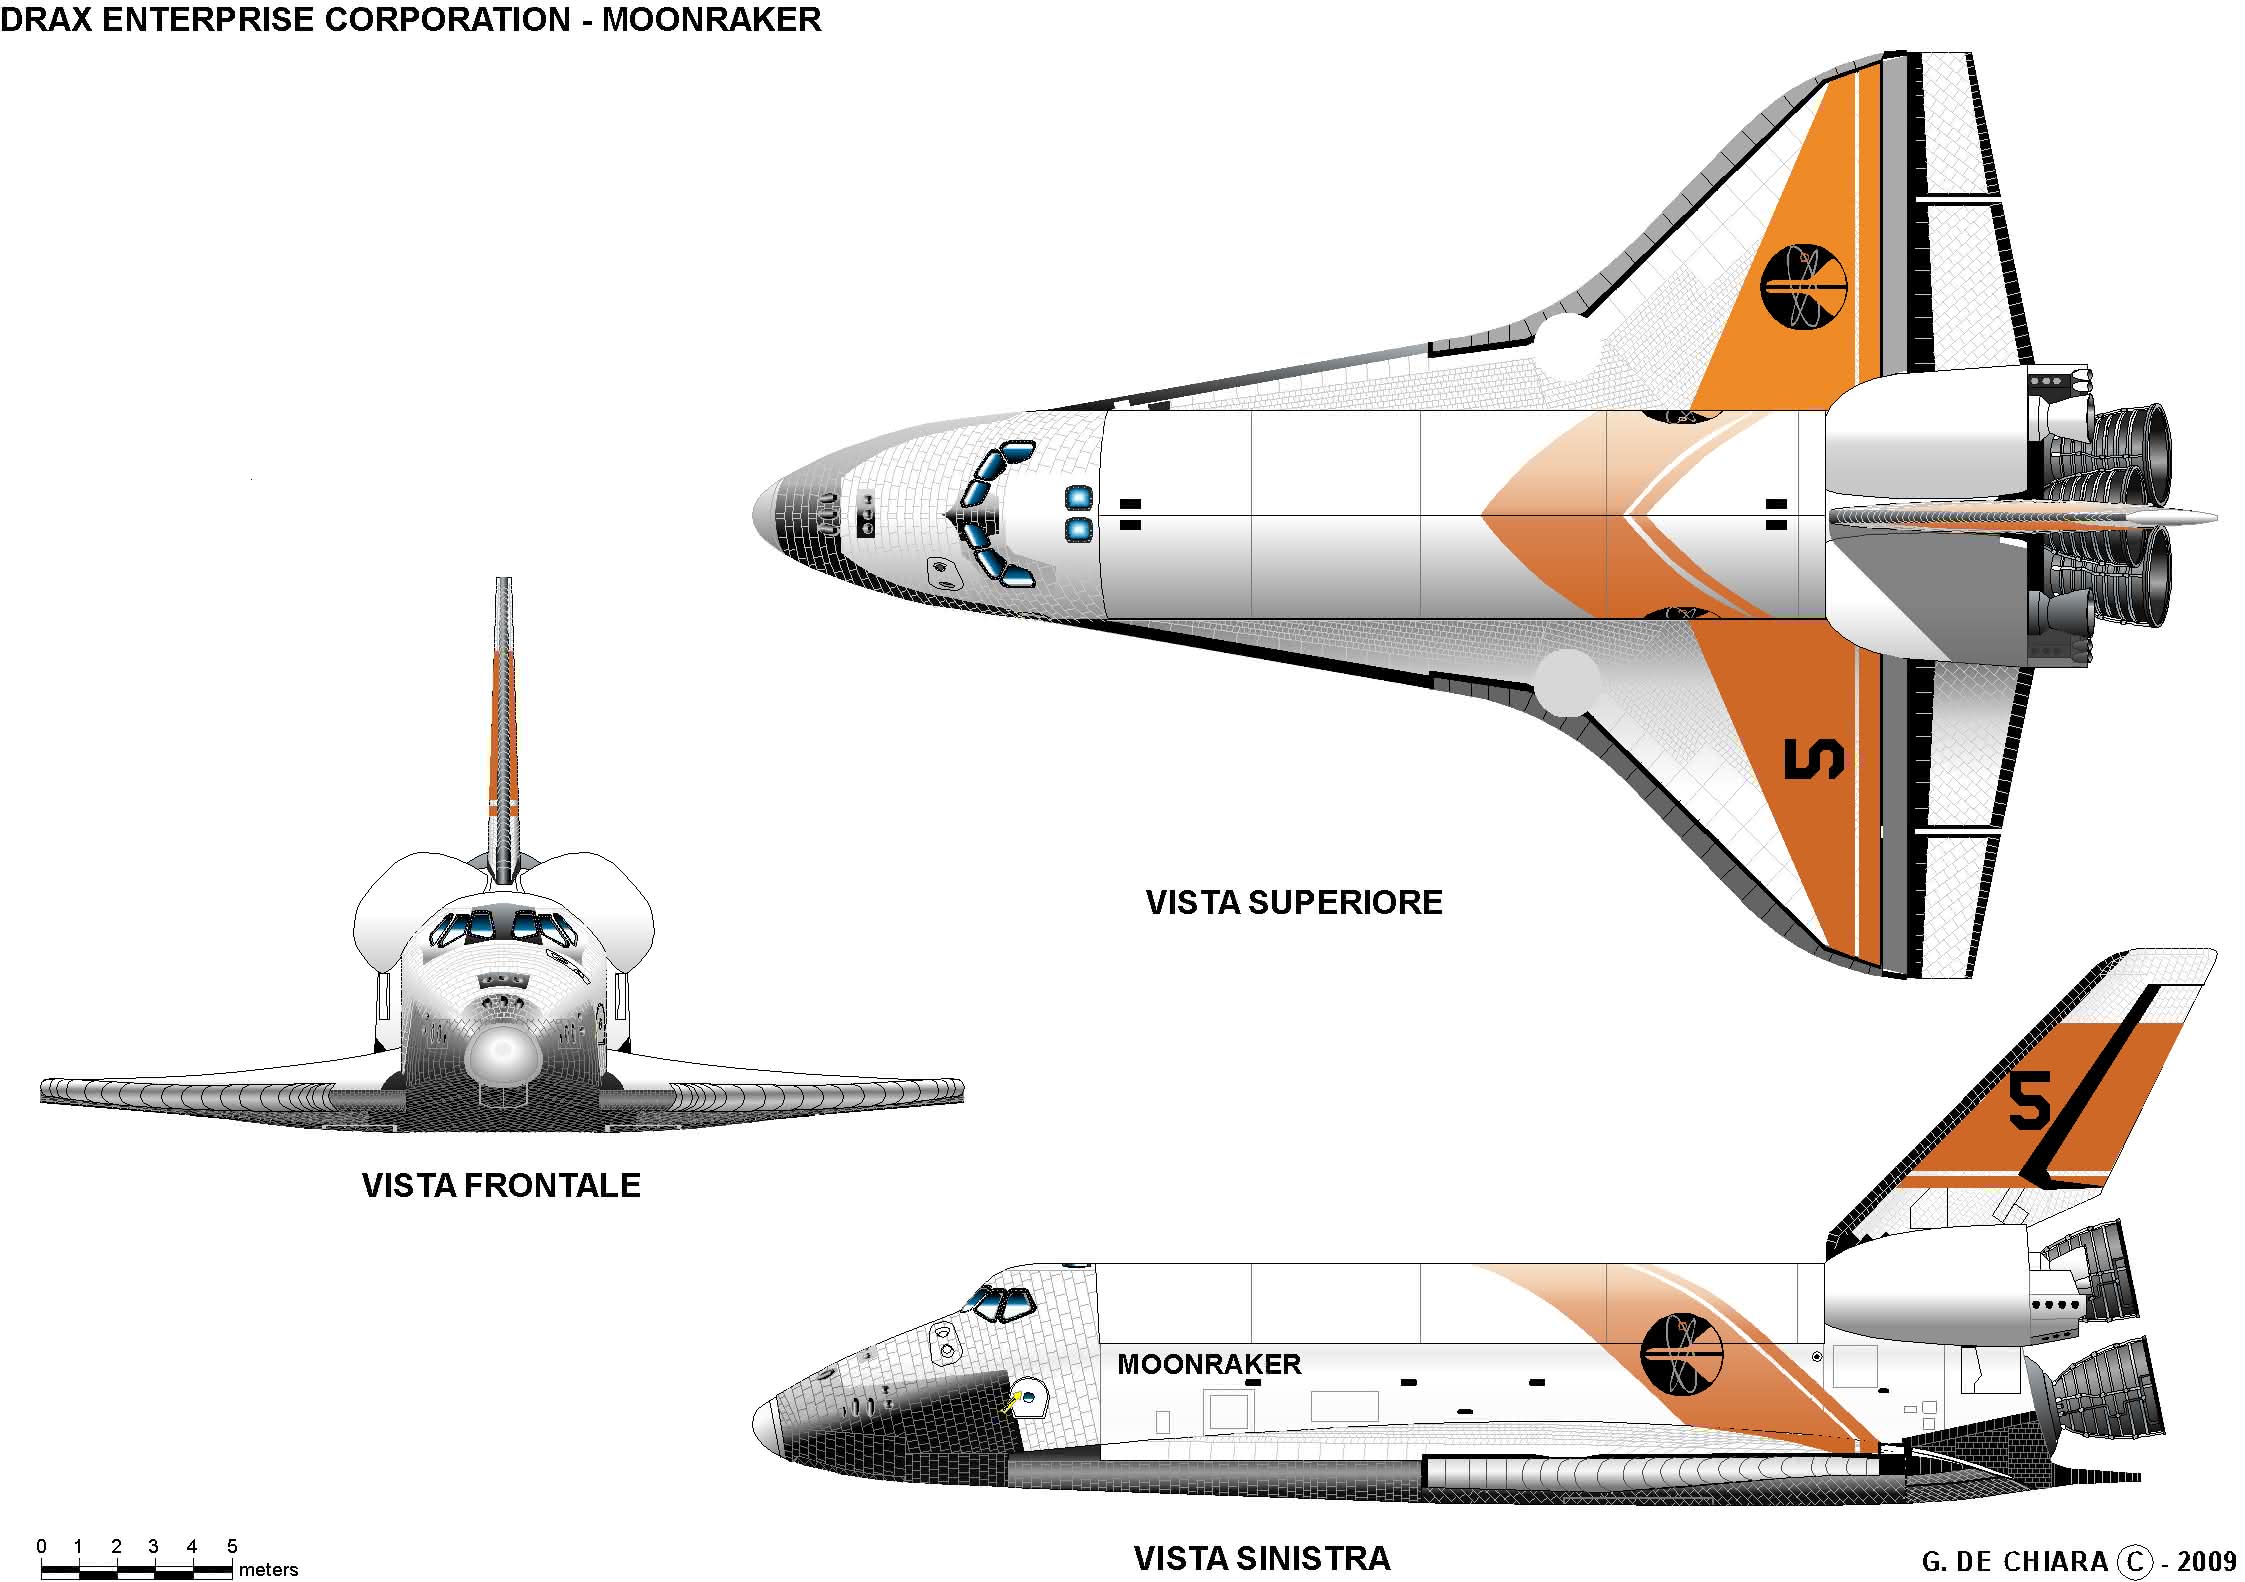 DRAX ENTERPRISE CORPORATION - MOONRAKER
5
VISTA SUPERIORE
VISTA FRONTALE
5
MOONRAKER
0 1 2 3 4 5
meters
VISTA SINISTRA
G. DE CHIARA © - 2009